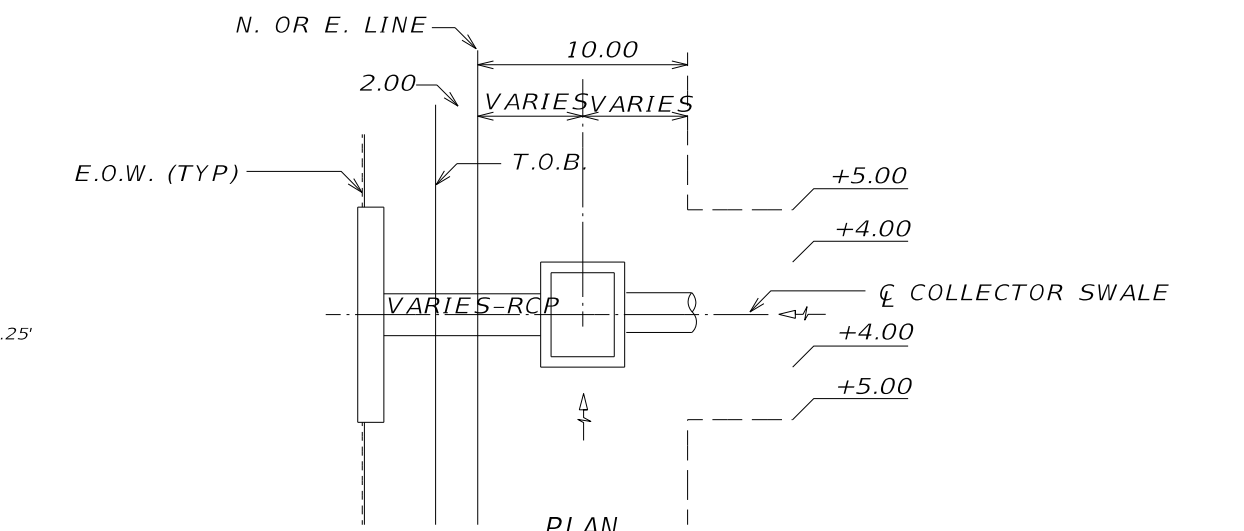 N. OR E. LINE
10.00
2.00
VARIES VARIES
T.O.B.
E.O.W. (TYP)
+5.00
+4.00
℄ COLLECTOR SWALE
VARIES-RCP
.25'
+4.00
+5.00
PLAN